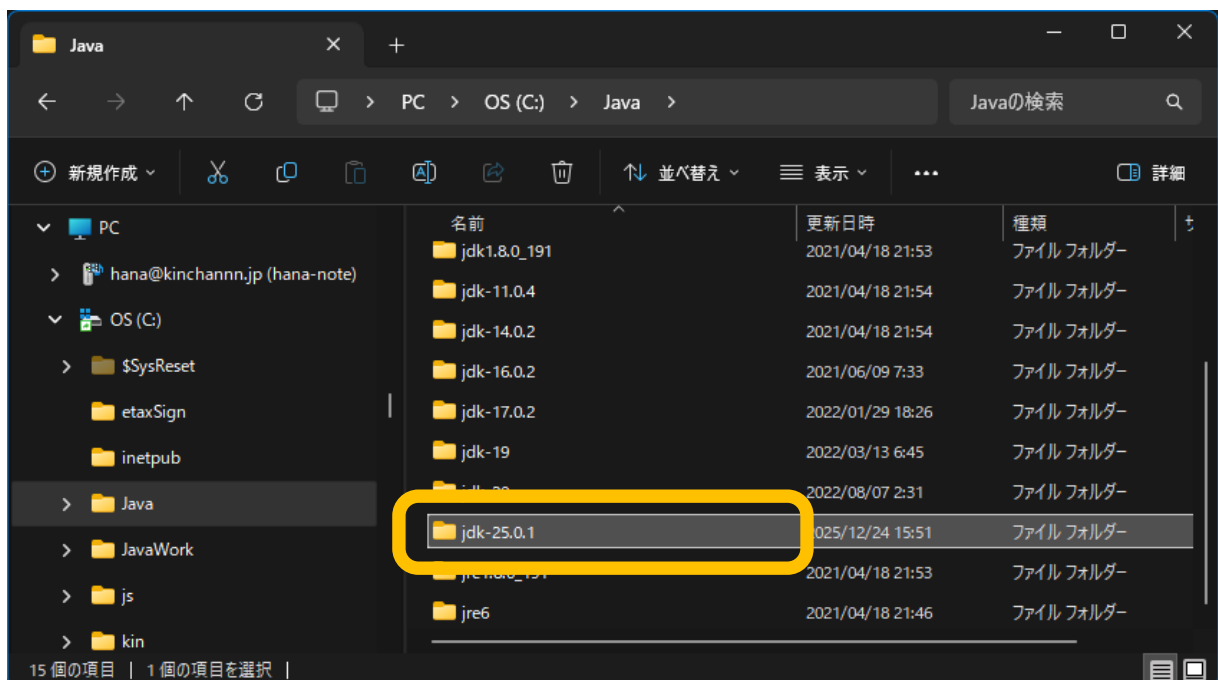 Java
PC > OS (C:) > Java >
Javaの検索
新規作成
並べ替え
表示
詳細
PC
hana@kinchannn.jp (hana-note)
OS (C:)
$SysReset
etaxSign
inetpub
Java
JavaWork
js
kin
名前 更新日時 種類
jdk1.8.0_191 2021/04/18 21:53 ファイル フォルダー
jdk-11.0.4 2021/04/18 21:54 ファイル フォルダー
jdk-14.0.2 2021/04/18 21:54 ファイル フォルダー
jdk-16.0.2 2021/06/09 7:33 ファイル フォルダー
jdk-17.0.2 2022/01/29 18:26 ファイル フォルダー
jdk-19 2022/03/13 6:45 ファイル フォルダー
2022/08/07 2:31 ファイル フォルダー
jdk-25.0.1 2025/12/24 15:51 ファイル フォルダー
2021/04/18 21:53 ファイル フォルダー
jre6 2021/04/18 21:46 ファイル フォルダー
15 個の項目 | 1 個の項目を選択 |